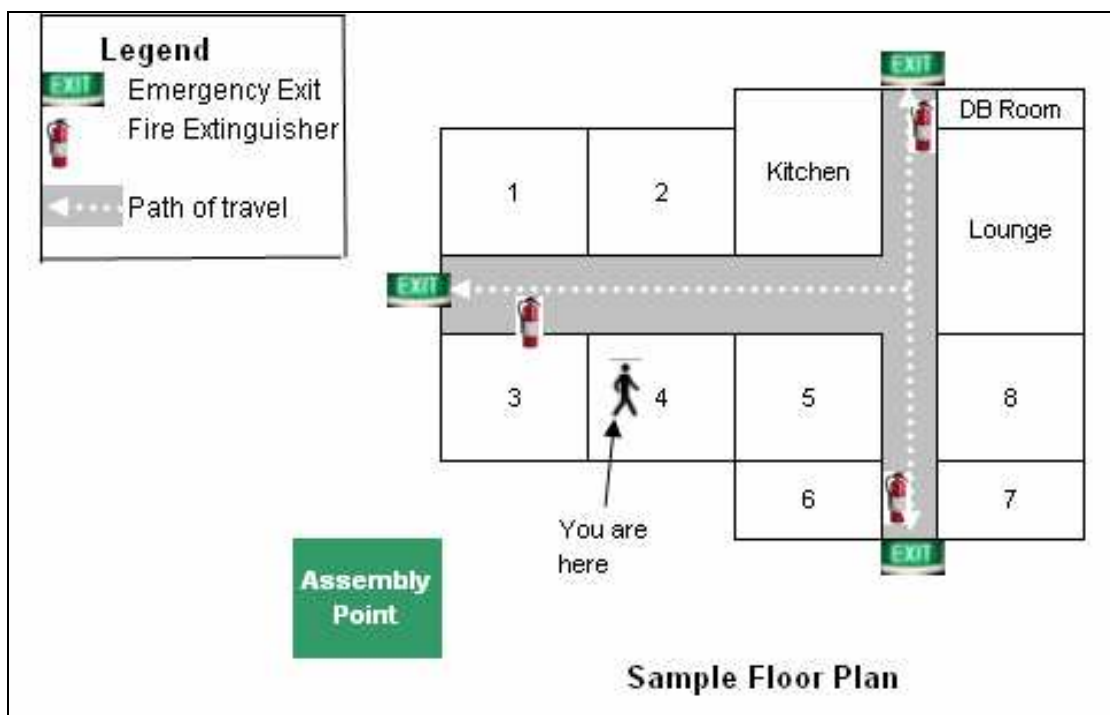 Legend
EXIT Emergency Exit
Fire Extinguisher
Path of travel
EXIT
DB Room
Kitchen
1
2
Lounge
EXIT
3
4
5
8
6
7
You are
here
EXIT
Assembly
Point
Sample Floor Plan